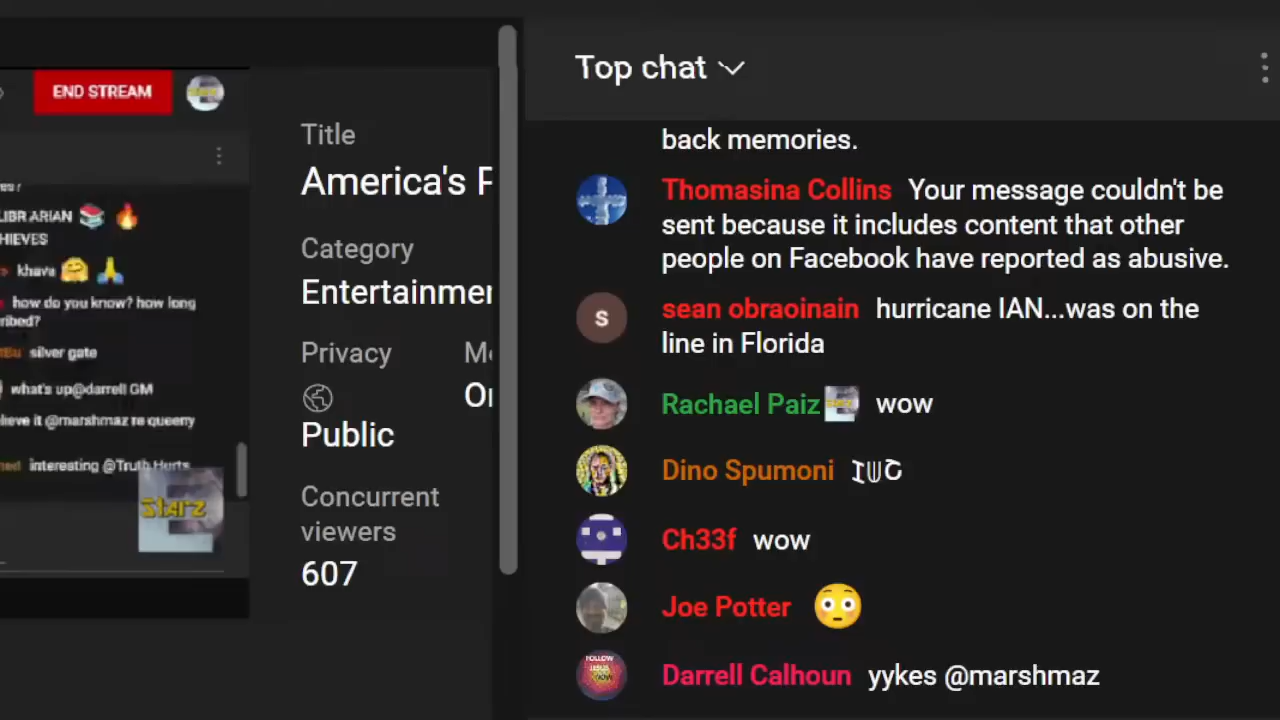 END STREAM
LIBRARIAN 📚 🔥
HIEVES
khava 🤗 🙏
how do you know? how long
ribed?
silver gate
what's up@darrell GM
lieve it @marshmaz re queerry
interesting @Truth Hurts
Starz
Title
America's
Category
Entertainmen
Privacy
Public
Concurrent
viewers
607
Top chat
back memories.
Thomasina Collins Your message couldn't be
sent because it includes content that other
people on Facebook have reported as abusive.
sean obraoinain hurricane IAN...was on the
line in Florida
S
Rachael Paiz wow
Dino Spumoni
Ch33f wow
Joe Potter 😳
Darrell Calhoun yykes @marshmaz